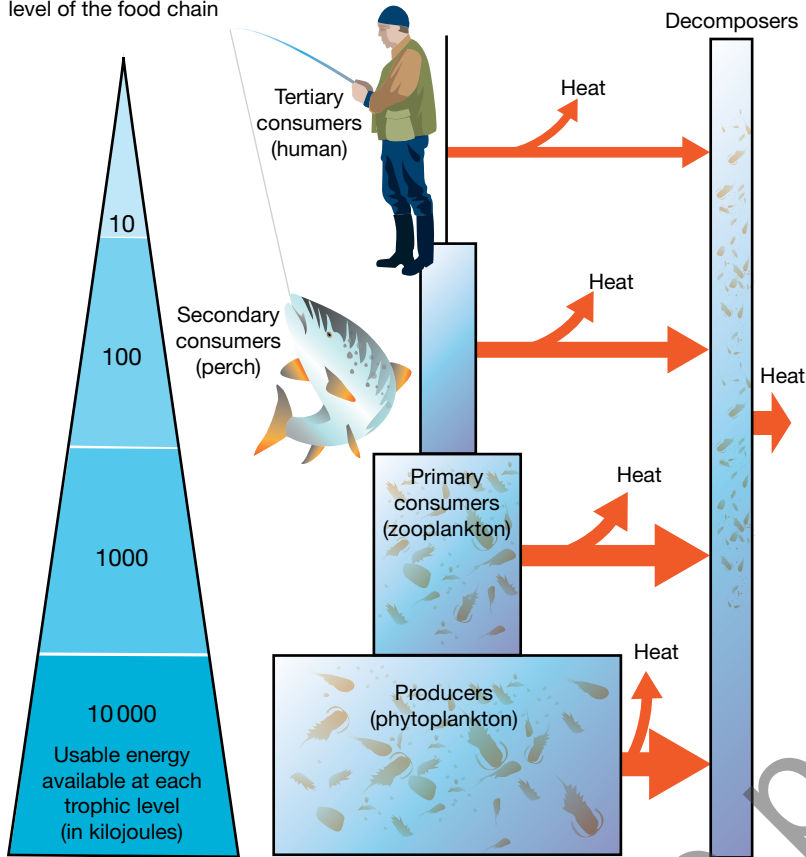 level of the food chain
Decomposers
Heat
Tertiary
consumers
(human)
10
Heat
Secondary
consumers
(perch)
100
Heat
Primary
consumers
(zooplankton)
Heat
1000
Heat
Producers
(phytoplankton)
10 000
Usable energy
available at each
trophic level
(in kilojoules)